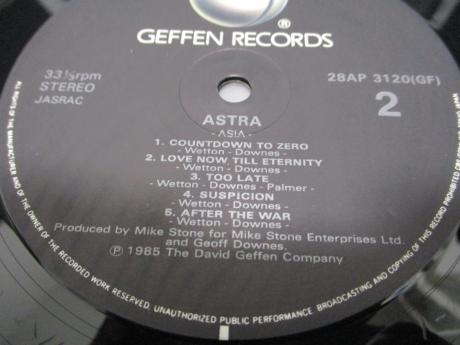 ®
GEFFEN RECORDS
33⅓rpm
STEREO
JASRAC
28AP 3120(GF)
2
ASTRA
- ΛSIΛ -
1. COUNTDOWN TO ZERO
- Wetton - Downes -
2. LOVE NOW TILL ETERNITY
- Wetton - Downes -
3. TOO LATE
- Wetton - Downes - Palmer -
4. SUSPICION
- Wetton - Downes -
5. AFTER THE WAR
- Wetton - Downes -
Produced by Mike Stone for Mike Stone Enterprises Ltd.
and Geoff Downes.
Ⓟ 1985 The David Geffen Company
ALL RIGHTS OF THE MANUFACTURER AND OF THE OWNER OF THE RECORDED WORK RESERVED. UNAUTHORIZED PUBLIC PERFORMANCE BROADCASTING AND COPYING OF THIS RECORD PROHIBITED